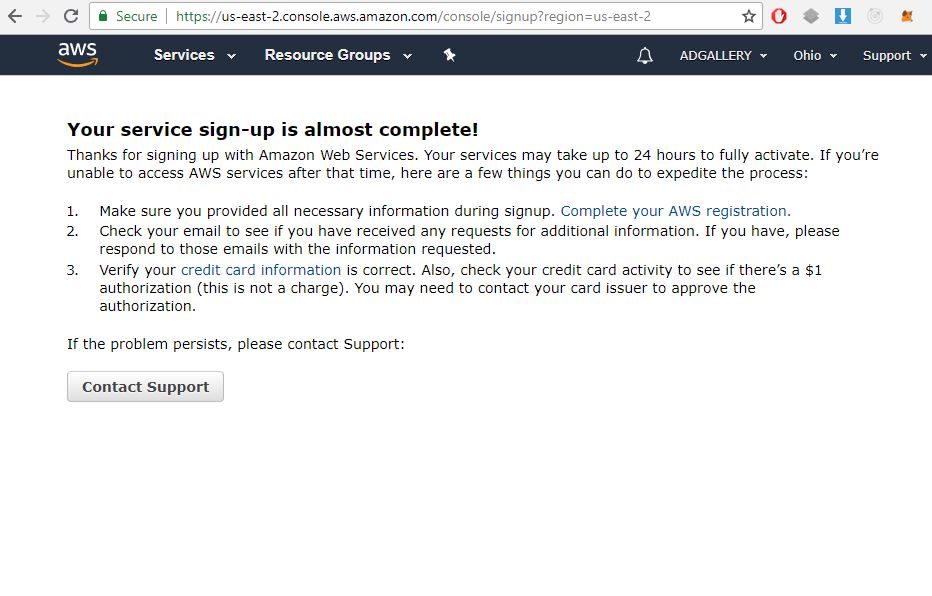 Secure https://us-east-2.console.aws.amazon.com/console/signup?region=us-east-2
aws Services Resource Groups ADGALLERY Ohio Support
Your service sign-up is almost complete!
Thanks for signing up with Amazon Web Services. Your services may take up to 24 hours to fully activate. If you’re
unable to access AWS services after that time, here are a few things you can do to expedite the process:
1. Make sure you provided all necessary information during signup. Complete your AWS registration.
2. Check your email to see if you have received any requests for additional information. If you have, please
respond to those emails with the information requested.
3. Verify your credit card information is correct. Also, check your credit card activity to see if there’s a $1
authorization (this is not a charge). You may need to contact your card issuer to approve the
authorization.
If the problem persists, please contact Support:
Contact Support